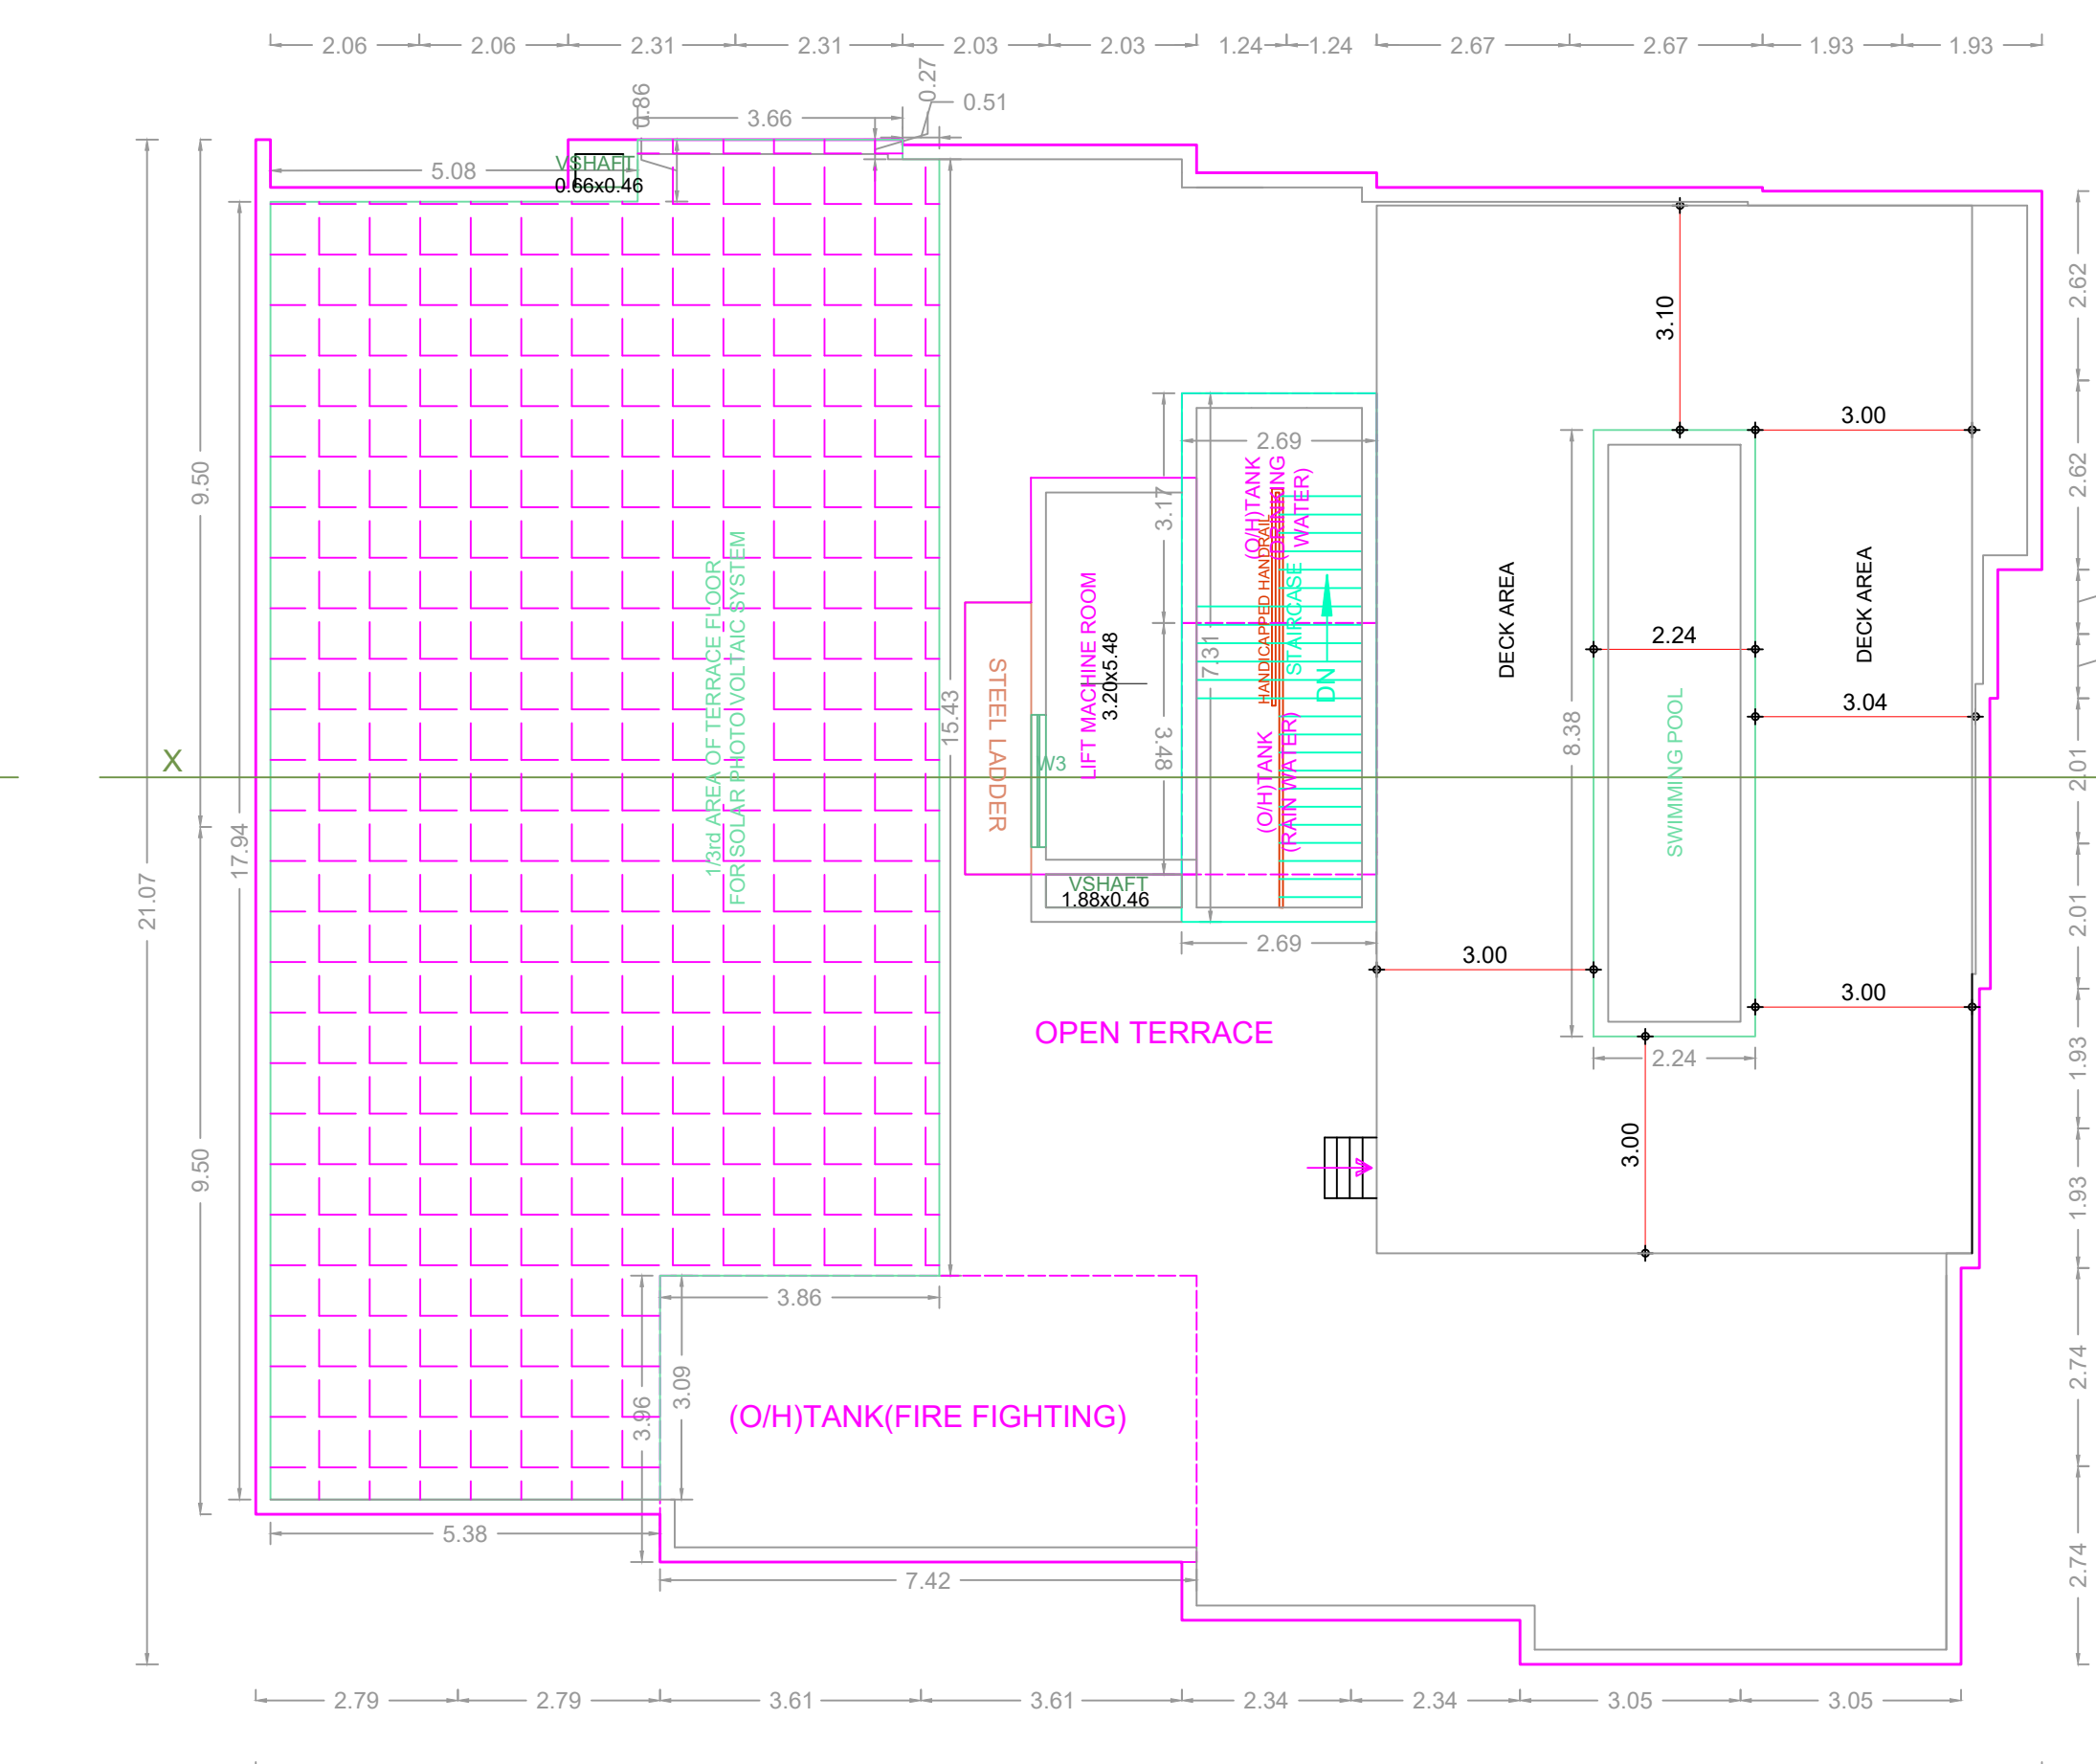 2.06
2.06
2.31
2.31
2.03
2.03
1.24
1.24
2.67
2.67
1.93
1.93
0.86
3.66
0.27
0.51
5.08
VSHAFT
0.66x0.46
9.50
9.50
17.94
21.07
X
1/3rd AREA OF TERRACE FLOOR
FOR SOLAR PHOTO VOLTAIC SYSTEM
15.43
STEEL LADDER
W3
LIFT MACHINE ROOM
3.20x5.48
VSHAFT
1.88x0.46
3.17
3.48
2.69
7.31
(O/H)TANK
(DRINKING
WATER)
HANDICAPPED HANDRAIL
STAIRCASE
DN
(O/H)TANK
(RAIN WATER)
2.69
OPEN TERRACE
DECK AREA
3.10
3.00
2.24
8.38
SWIMMING POOL
DECK AREA
3.04
3.00
3.00
2.24
3.00
2.62
2.62
2.01
2.01
1.93
1.93
2.74
2.74
3.86
3.09
3.96
(O/H)TANK(FIRE FIGHTING)
5.38
7.42
2.79
2.79
3.61
3.61
2.34
2.34
3.05
3.05